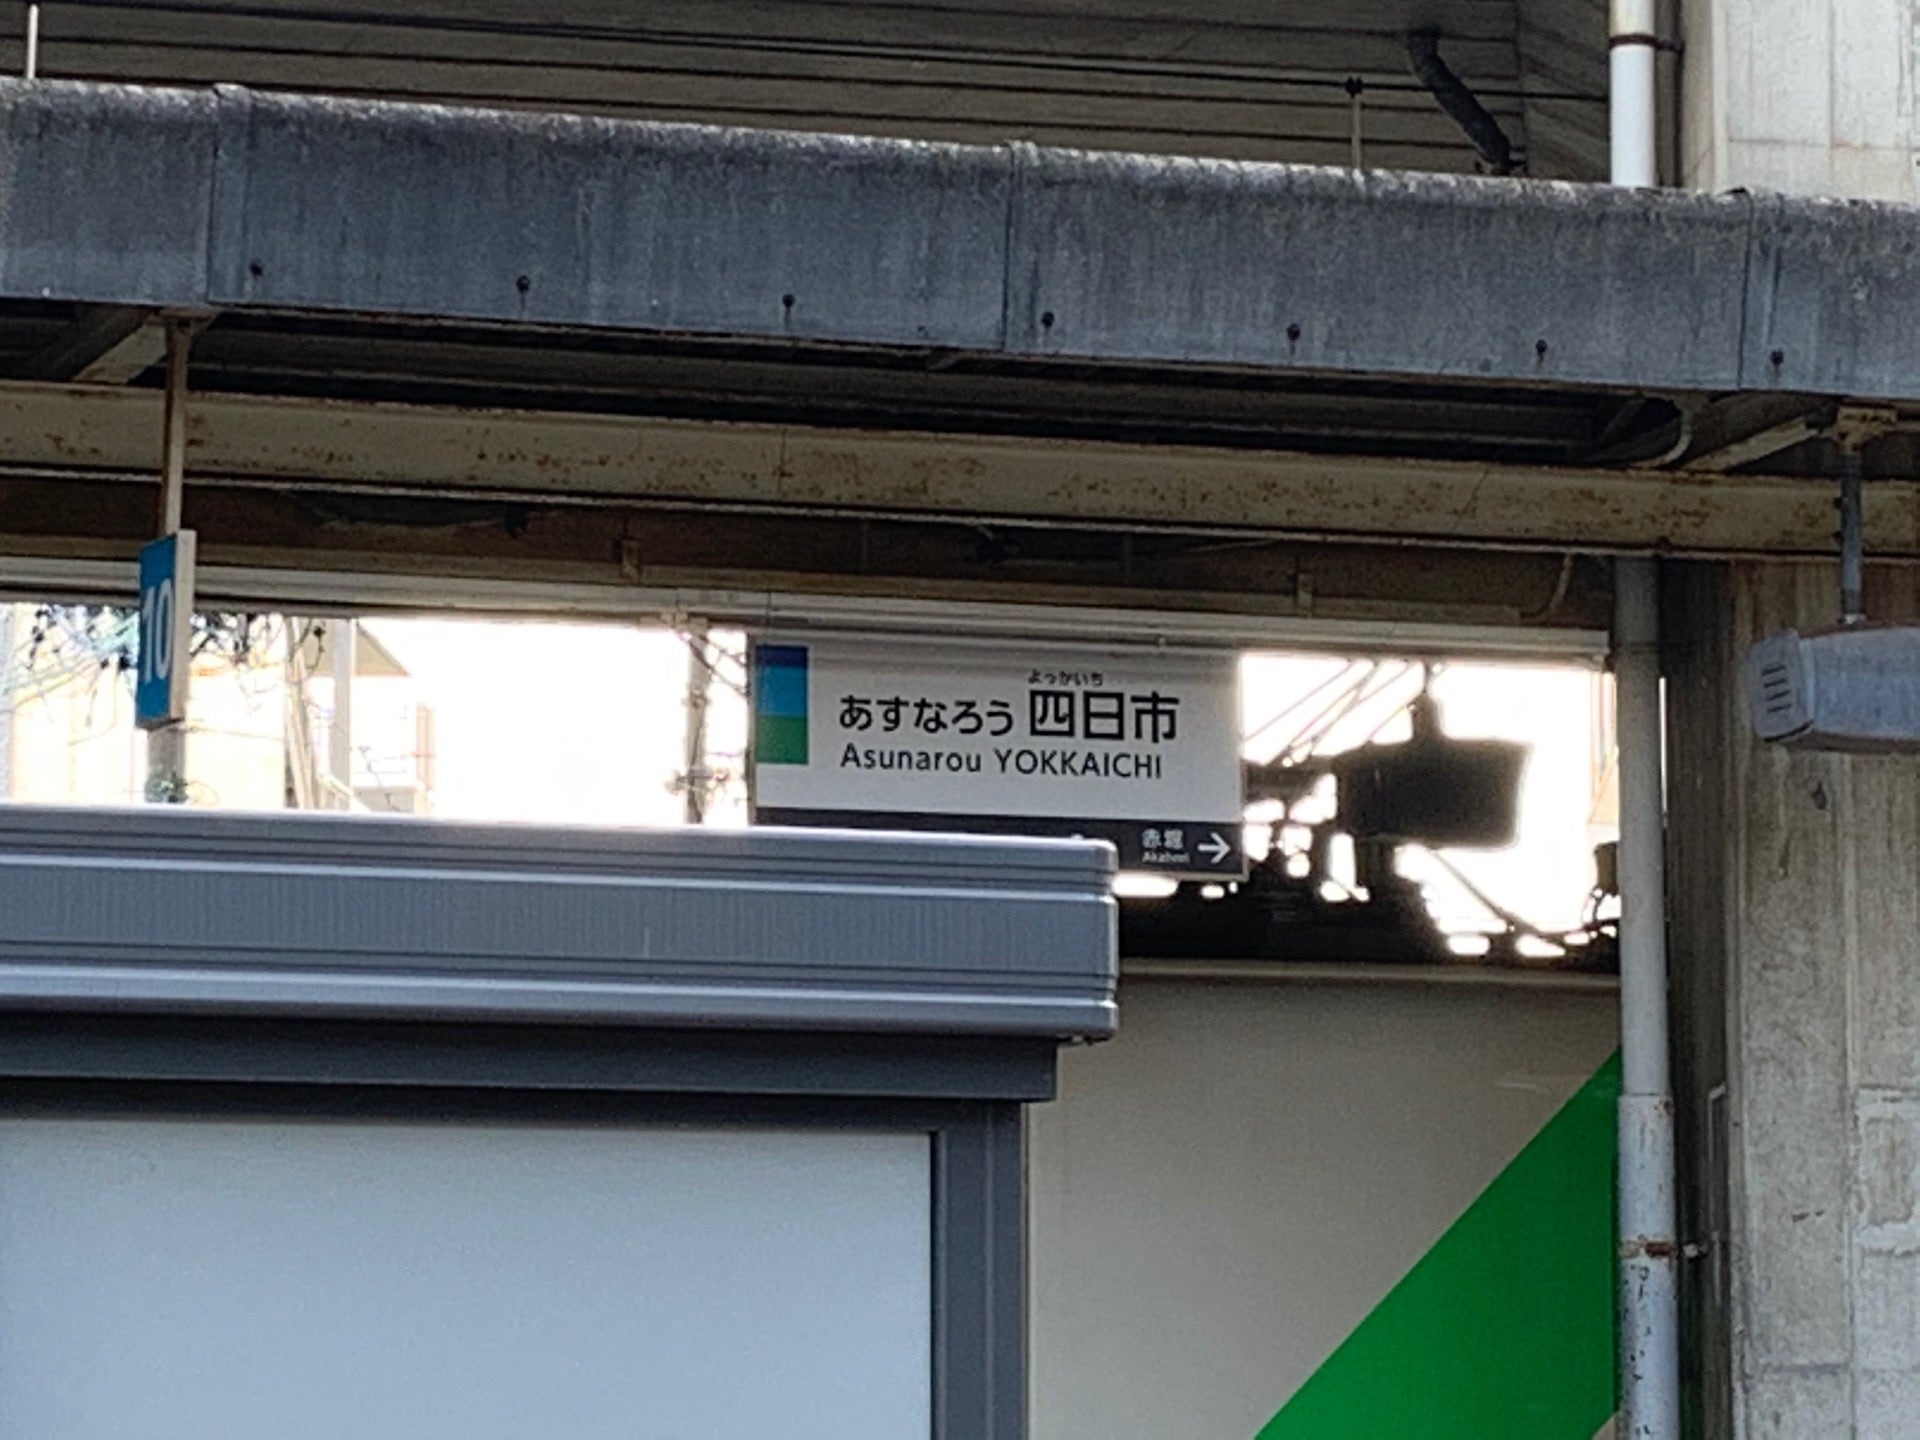 10
よっかいち
あすなろう 四日市
Asunarou YOKKAICHI
赤堀 →
Akahori